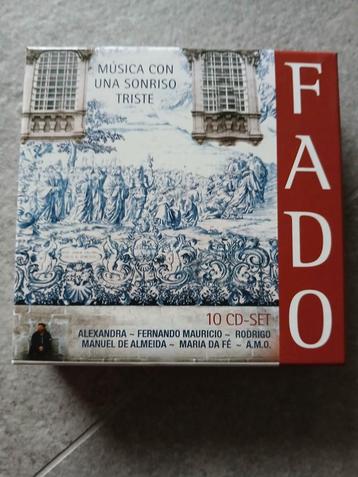 MÚSICA CON
UNA SONRISO
TRISTE
FADO
10 CD-SET
ALEXANDRA ~ FERNANDO MAURICIO ~ RODRIGO
MANUEL DE ALMEIDA ~ MARIA DA FÉ ~ A.M.O.